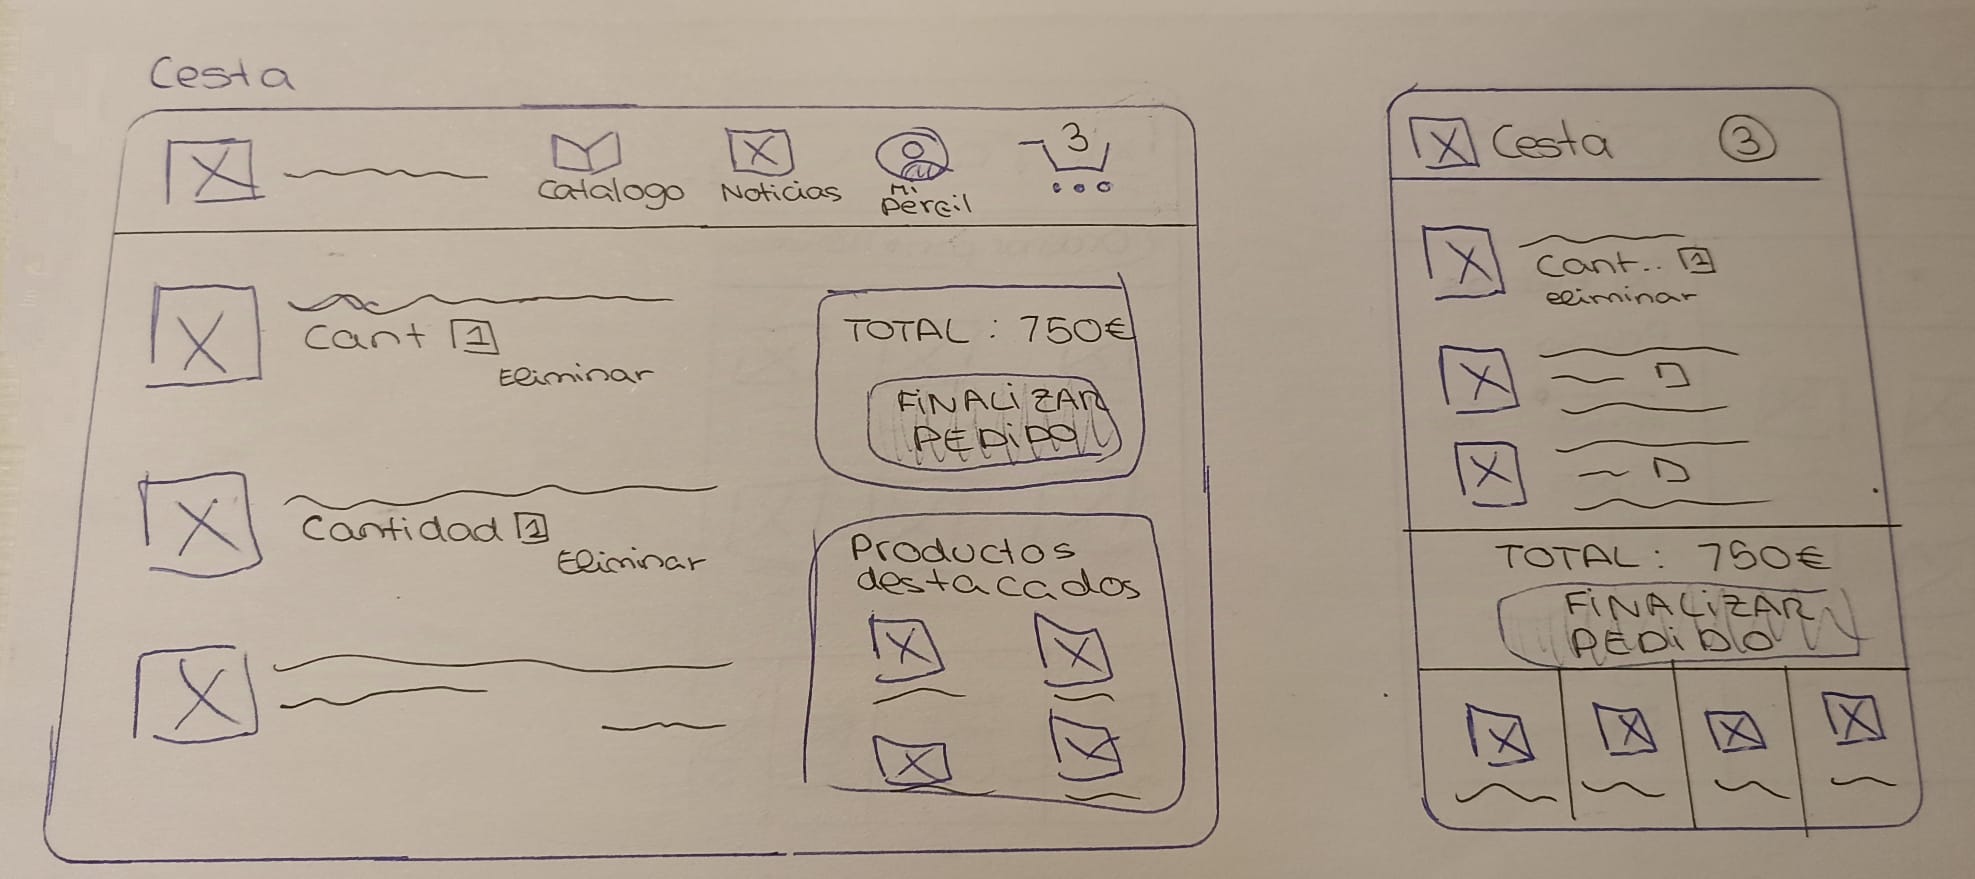 Cesta
3
Catalogo
Noticias
Mi
Percil
Cant 1
Eliminar
TOTAL : 750€
FINALIZAR
PEDIDO
Cantidad 1
Eliminar
Productos
destacados
Cesta 3
Cant.. 1
eliminar
TOTAL : 750€
FINALIZAR
PEDIDO